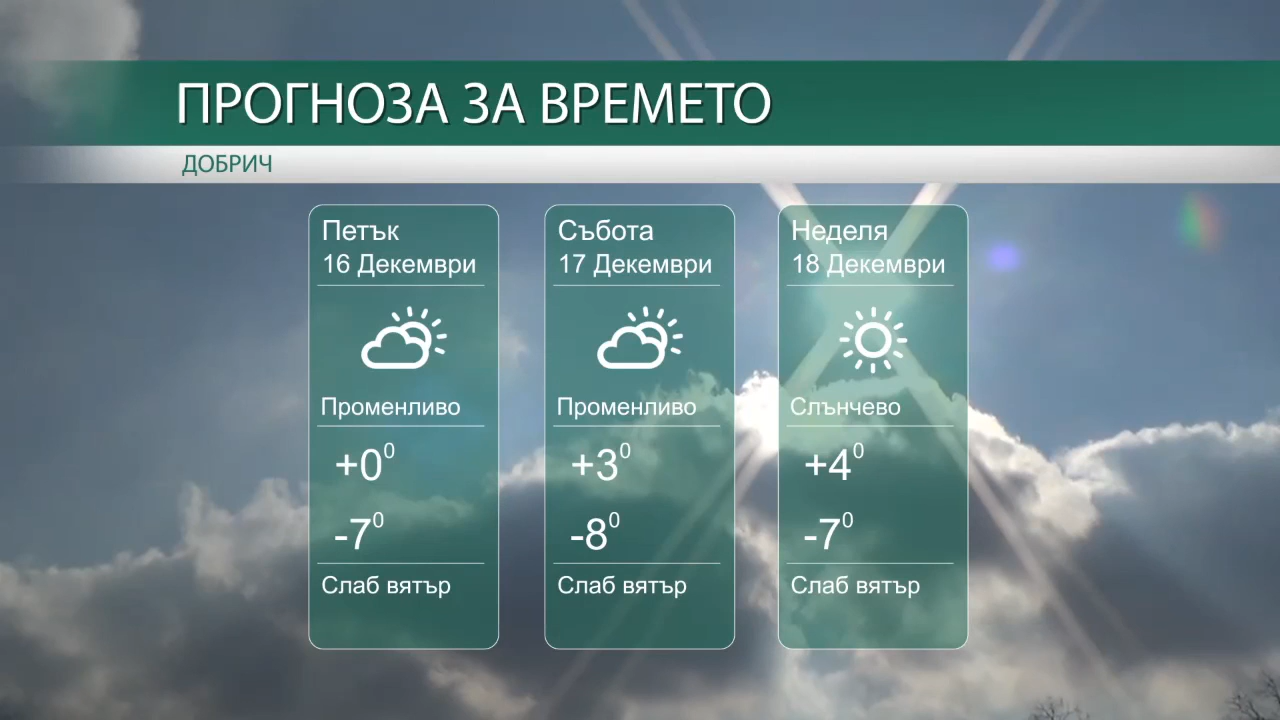 ПРОГНОЗА ЗА ВРЕМЕТО
ДОБРИЧ
Петък
16 Декември
Променливо
+0⁰
-7⁰
Слаб вятър
Събота
17 Декември
Променливо
+3⁰
-8⁰
Слаб вятър
Неделя
18 Декември
Слънчево
+4⁰
-7⁰
Слаб вятър